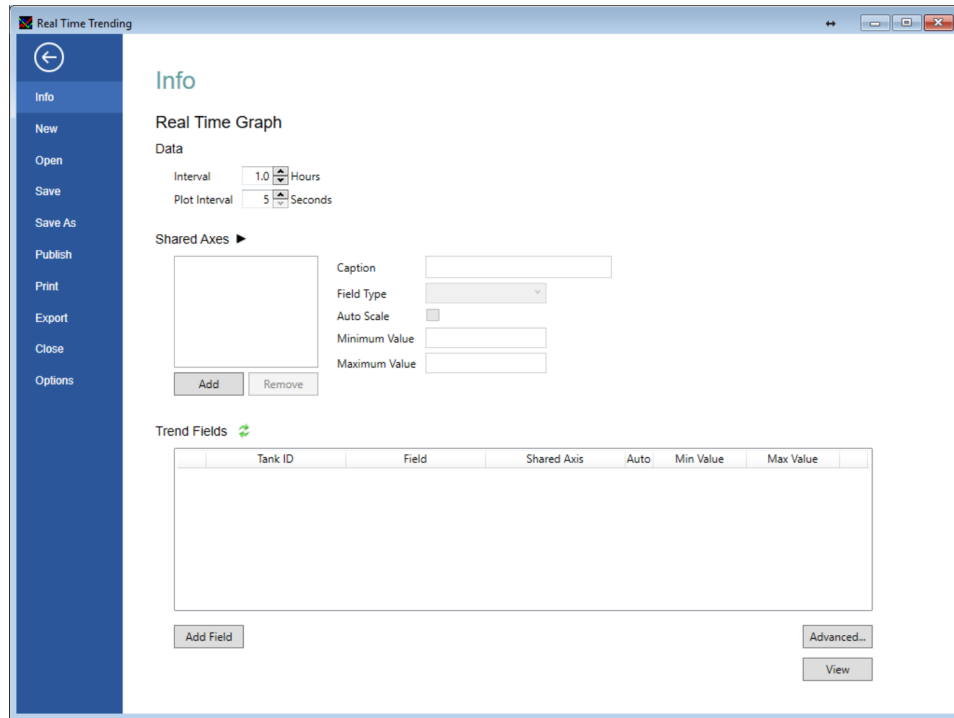 Real Time Trending
Info
New
Open
Save
Save As
Publish
Print
Export
Close
Options
Info
Real Time Graph
Data
Interval 1.0 Hours
Plot Interval 5 Seconds
Shared Axes
Caption
Field Type
Auto Scale
Minimum Value
Maximum Value
Add Remove
Trend Fields
Tank ID Field Shared Axis Auto Min Value Max Value
Add Field Advanced...
View